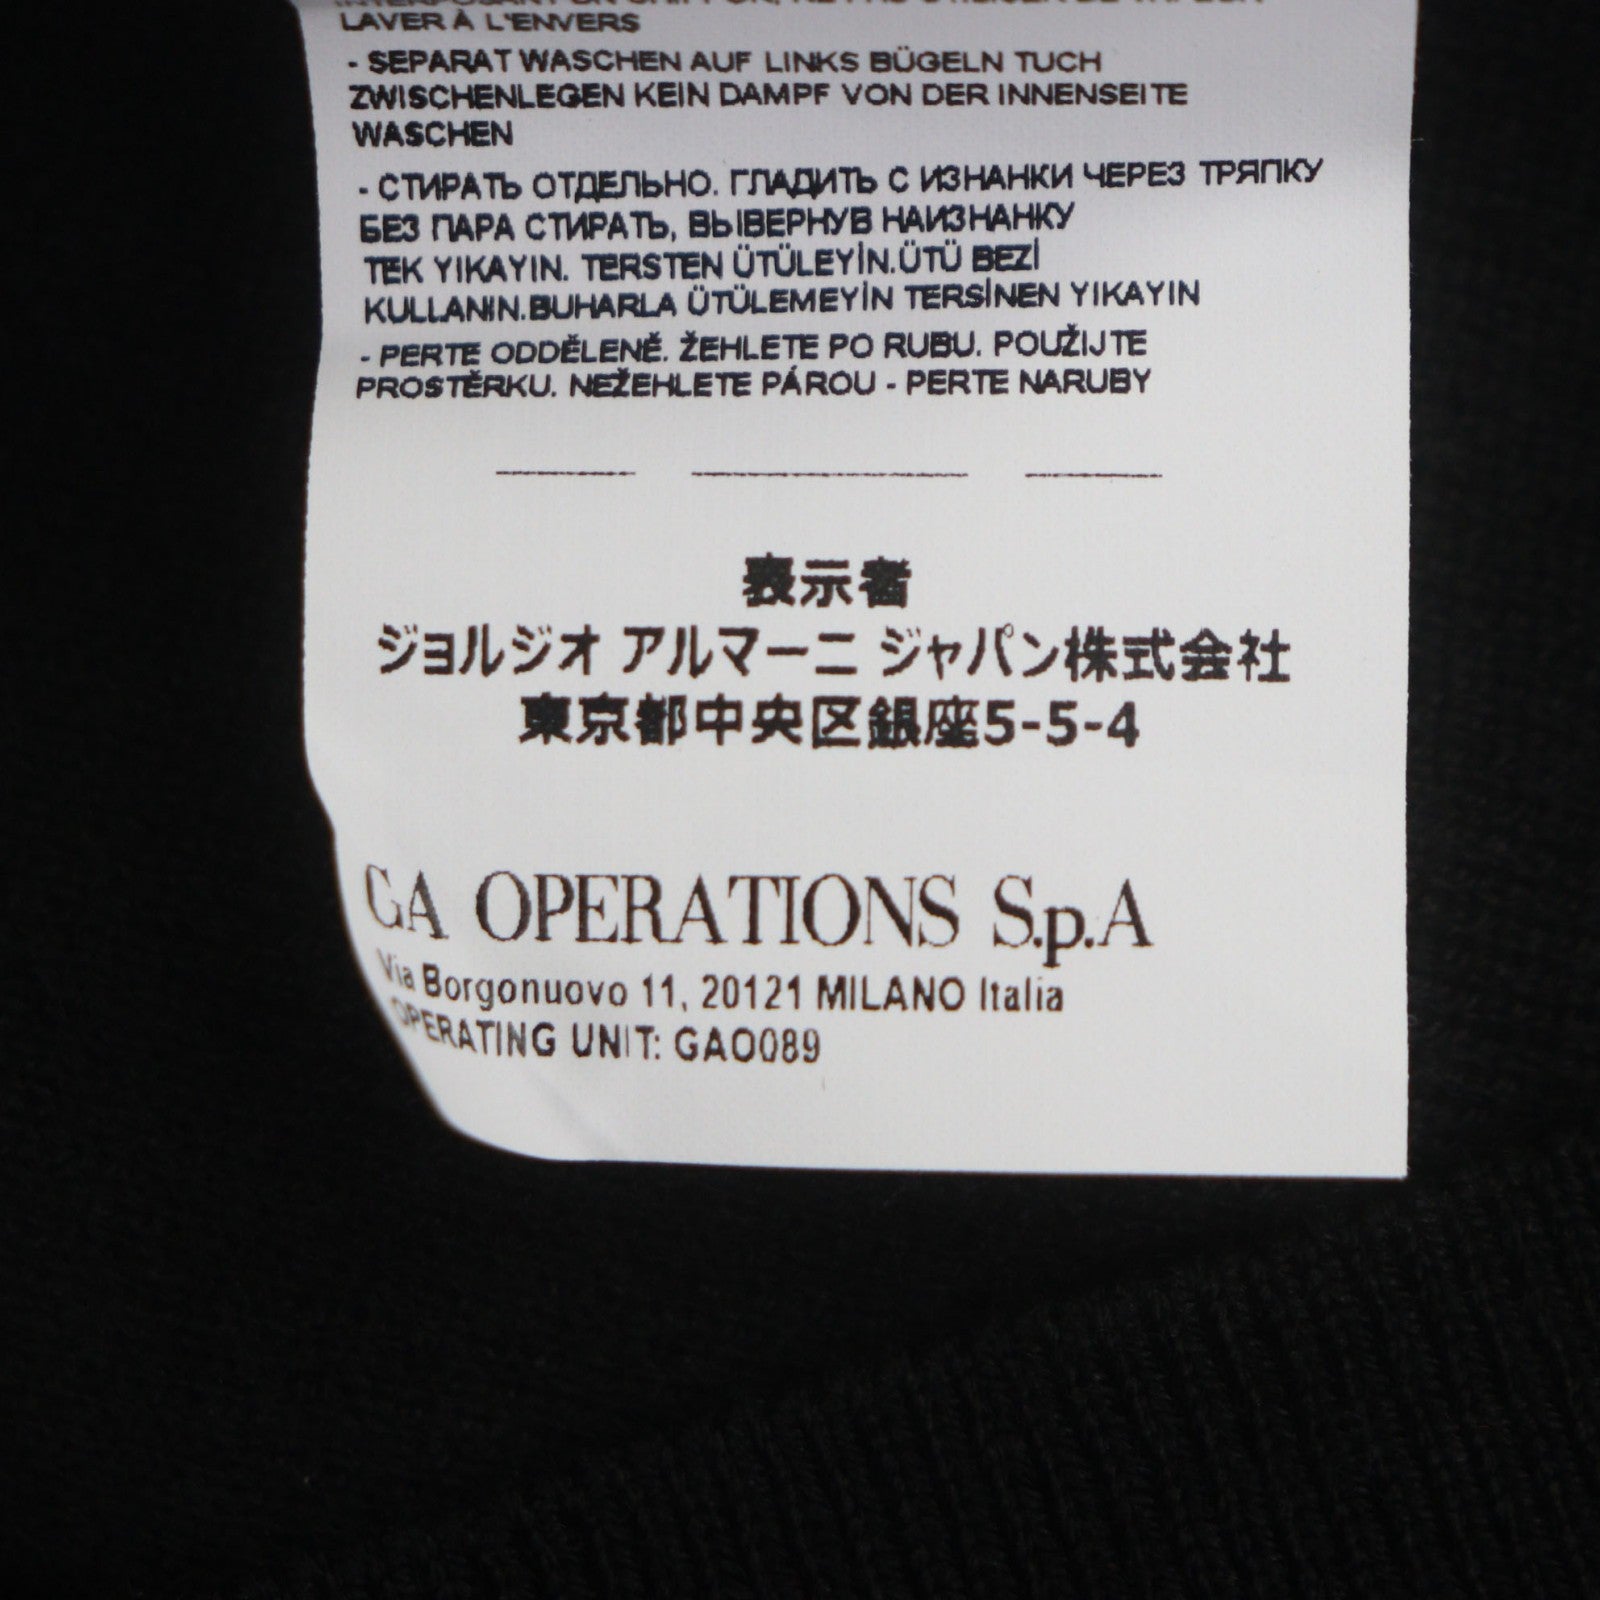 LAVER À L'ENVERS
- SEPARAT WASCHEN AUF LINKS BÜGELN TUCH
ZWISCHENLEGEN KEIN DAMPF VON DER INNENSEITE
WASCHEN
- СТИРАТЬ ОТДЕЛЬНО. ГЛАДИТЬ С ИЗНАНКИ ЧЕРЕЗ ТРЯПКУ
БЕЗ ПАРА СТИРАТЬ, ВЫВЕРНУВ НАИЗНАНКУ
TEK YIKAYIN. TERSTEN ÜTÜLEYİN.ÜTÜ BEZİ
KULLANIN.BUHARLA ÜTÜLEMEYİN TERSİNEN YIKAYIN
- PERTE ODDĚLENĚ. ŽEHLETE PO RUBU. POUŽIJTE
PROSTĚRKU. NEŽEHLETE PÁROU - PERTE NARUBY
表示者
ジョルジオ アルマーニ ジャパン株式会社
東京都中央区銀座5-5-4
GA OPERATIONS S.p.A
Via Borgonuovo 11, 20121 MILANO Italia
OPERATING UNIT: GAO089